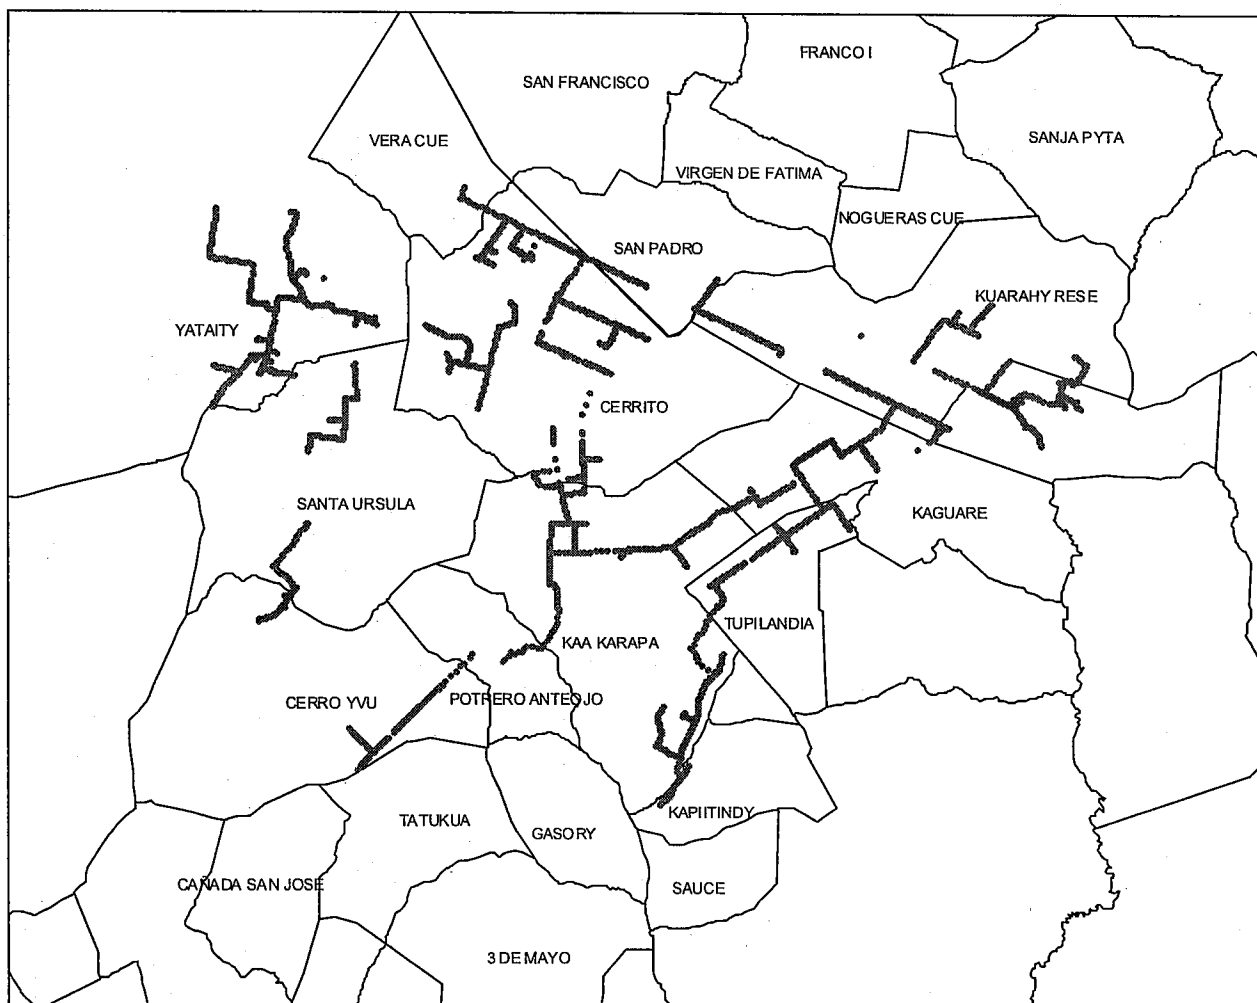 FRANCO I
SAN FRANCISCO
VERA CUE
SANJA PYTA
VIRGEN DE FATIMA
NOGUERAS CUE
SAN PADRO
KUARAHY RESE
YATAITY
CERRITO
SANTA URSULA
KAGUARE
TUPILANDIA
KAA KARAPA
CERRO YVU
POTRERO ANTEOJO
TATUKUA
GASORY
KAPIITINDY
CAÑADA SAN JOSE
SAUCE
3 DE MAYO